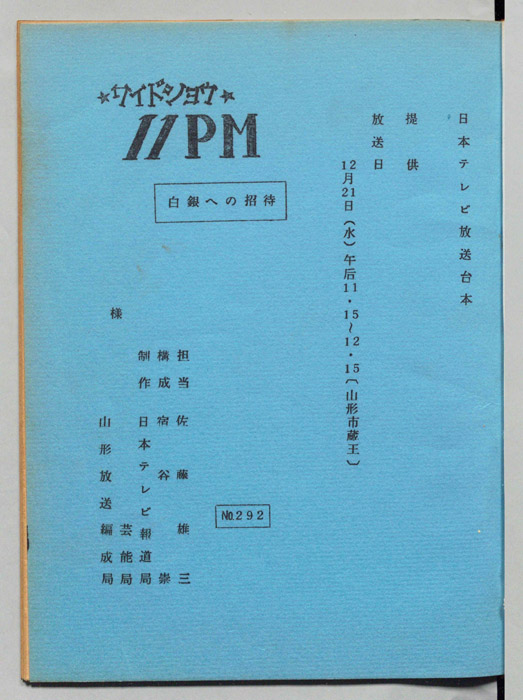 日本テレビ放送台本
提供
放送日
12月21日(水)午后11・15~12・15〔山形市蔵王〕
☆ワイドショウ☆
11PM
白銀への招待
No.292
担当 佐藤雄三
構成 宿谷崇
制作 日本テレビ報道局
芸能局
山形放送編成局
様